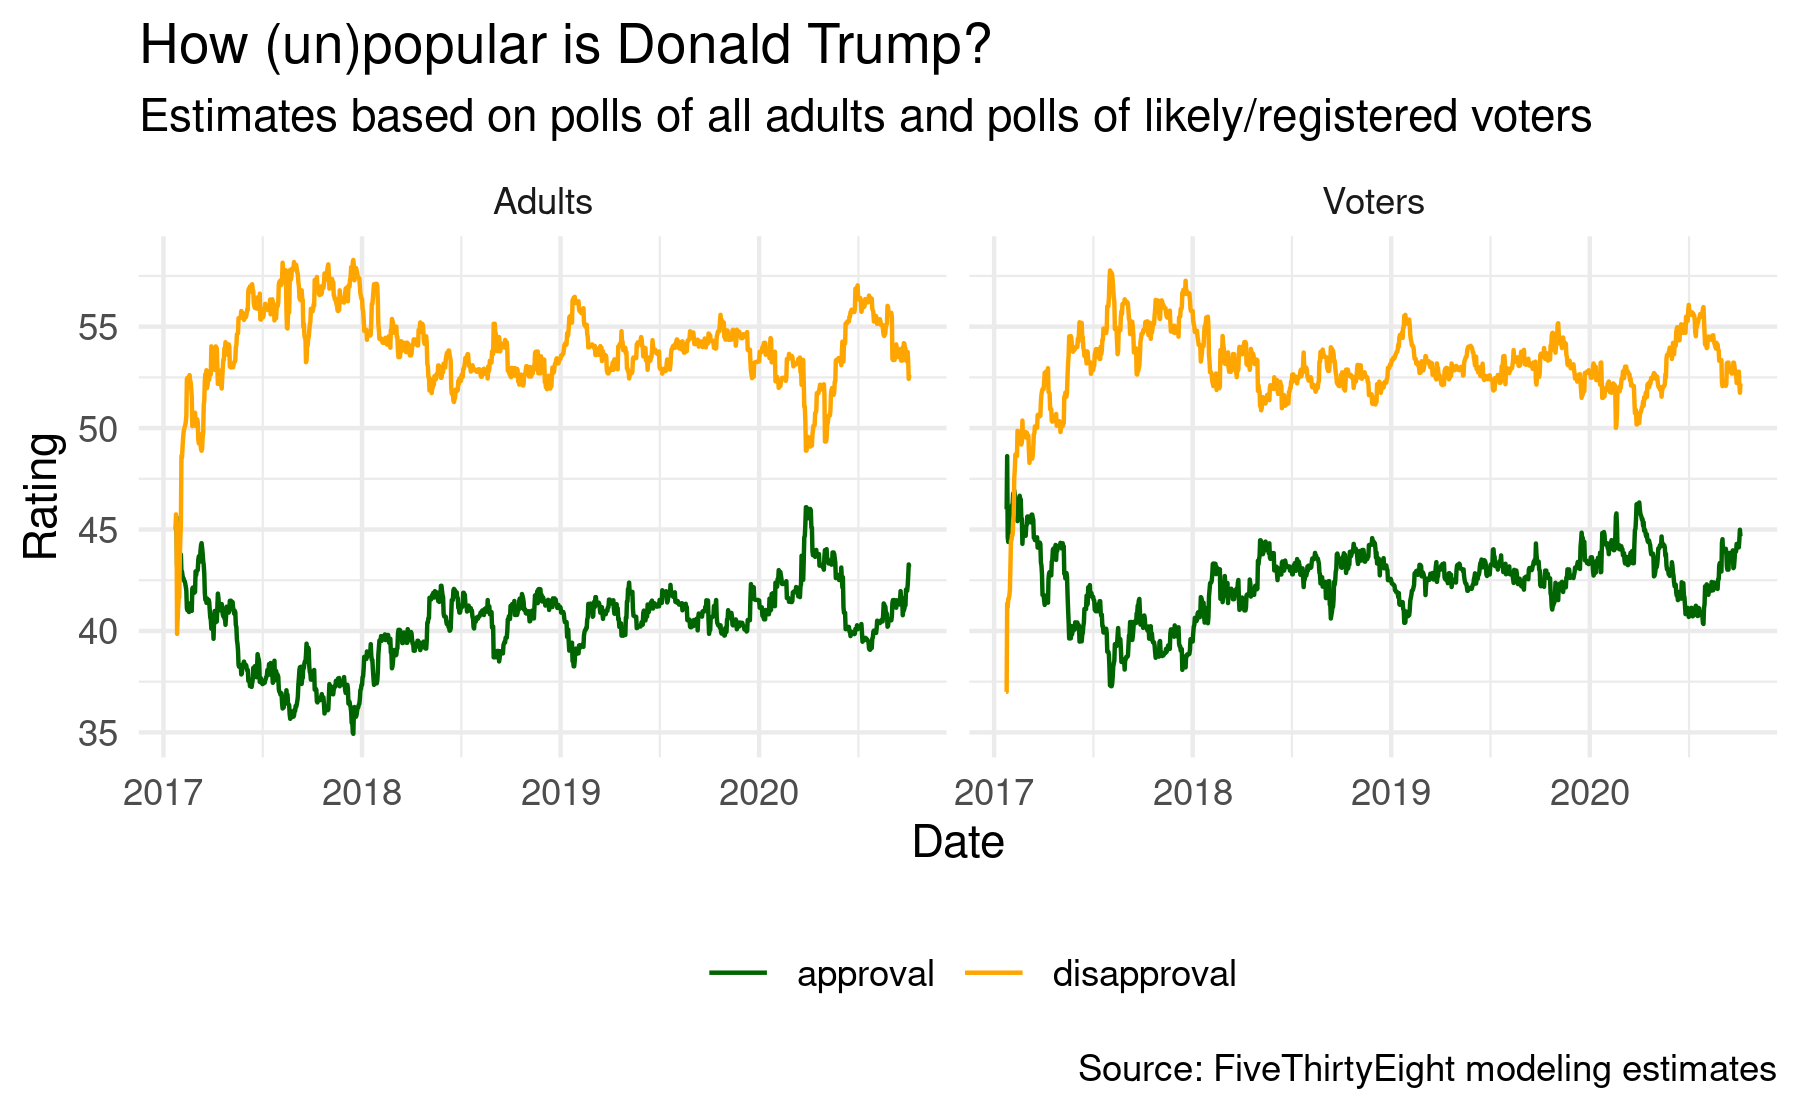 How (un)popular is Donald Trump?
Estimates based on polls of all adults and polls of likely/registered voters
Adults
Voters
55
50
45
40
35
Rating
2017
2018
2019
2020
2017
2018
2019
2020
Date
approval
disapproval
Source: FiveThirtyEight modeling estimates